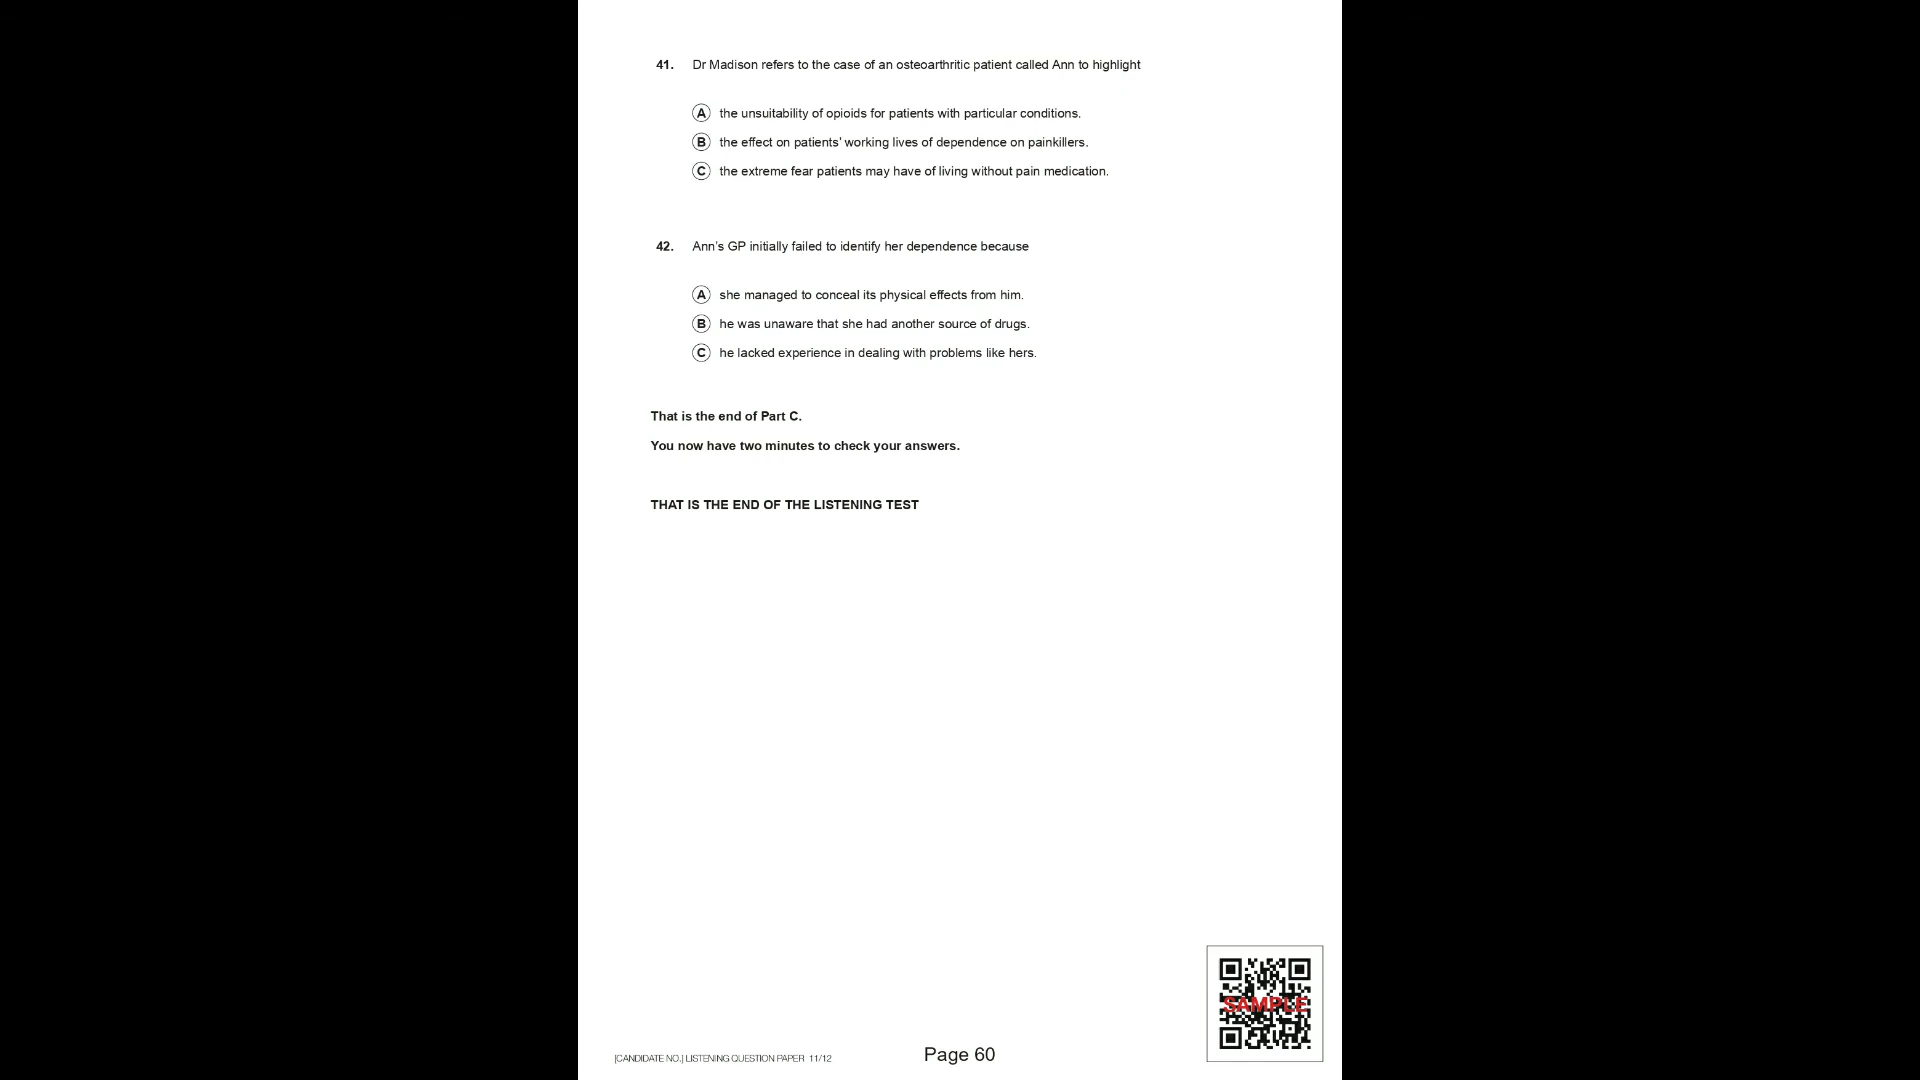 41. Dr Madison refers to the case of an osteoarthritic patient called Ann to highlight
A the unsuitability of opioids for patients with particular conditions.
B the effect on patients' working lives of dependence on painkillers.
C the extreme fear patients may have of living without pain medication.
42. Ann's GP initially failed to identify her dependence because
A she managed to conceal its physical effects from him.
B he was unaware that she had another source of drugs.
C he lacked experience in dealing with problems like hers.
That is the end of Part C.
You now have two minutes to check your answers.
THAT IS THE END OF THE LISTENING TEST
SAMPLE
[CANDIDATE NO.] LISTENING QUESTION PAPER 11/12
Page 60